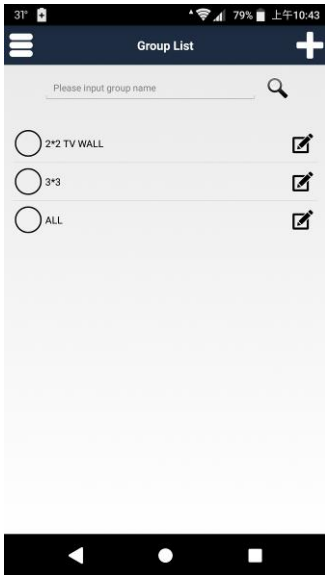 31° 79% 上午10:43
Group List
Please input group name
2*2 TV WALL
3*3
ALL